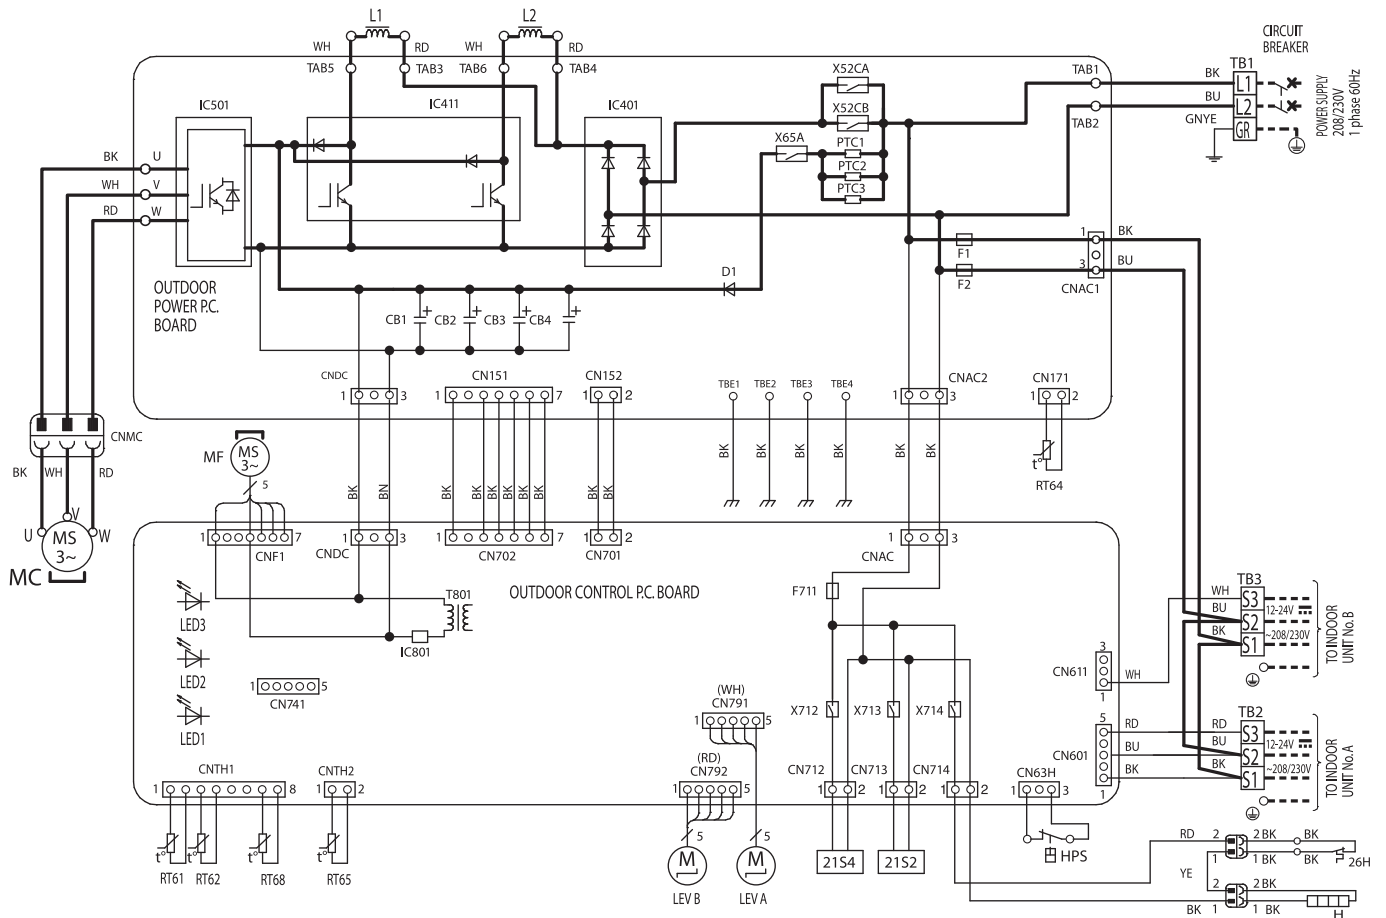 L1
L2
CIRCUIT
BREAKER
WH
RD
WH
RD
TAB5
TAB3
TAB6
TAB4
TAB1
TAB2
BK
BU
GNYE
TB1
L1
L2
GR
POWER SUPPLY
208/230V
1 phase 60Hz
IC501
IC411
IC401
X52CA
X52CB
X65A
PTC1
PTC2
PTC3
BK
U
WH
V
RD
W
OUTDOOR
POWER P.C.
BOARD
CB1
CB2
CB3
CB4
D1
F1
F2
1
3
CNAC1
BK
BU
CNDC
1
3
CN151
1
7
CN152
1
2
TBE1
TBE2
TBE3
TBE4
CNAC2
1
3
CN171
1
2
t°
RT64
CNMC
BK
WH
RD
U
V
W
MS
3~
MC
MF
MS
3~
5
BK
BN
BK
BK
BK
BK
BK
BK
BK
BK
BK
BK
BK
BK
BK
BK
1
7
CNF1
1
3
CNDC
1
7
CN702
1
2
CN701
1
3
CNAC
OUTDOOR CONTROL P.C. BOARD
T801
IC801
F711
LED3
LED2
LED1
1
5
CN741
X712
X713
X714
(WH)
CN791
1
5
(RD)
CN792
1
5
CN712
CN713
CN714
1
2
1
2
1
2
CN63H
1
3
CN611
3
1
WH
CN601
5
1
RD
BU
BK
RD
BU
BK
WH
BU
BK
TB3
S3
S2
S1
12-24V
~208/230V
TO INDOOR
UNIT No.B
TB2
S3
S2
S1
12-24V
~208/230V
TO INDOOR
UNIT No.A
CNTH1
1
8
CNTH2
1
2
t°
t°
t°
t°
RT61
RT62
RT68
RT65
5
5
M
M
LEV B
LEV A
21S4
21S2
HPS
RD
2
2 BK
BK
1
1 BK
BK
26H
YE
2
2 BK
BK
1
1
BK
H